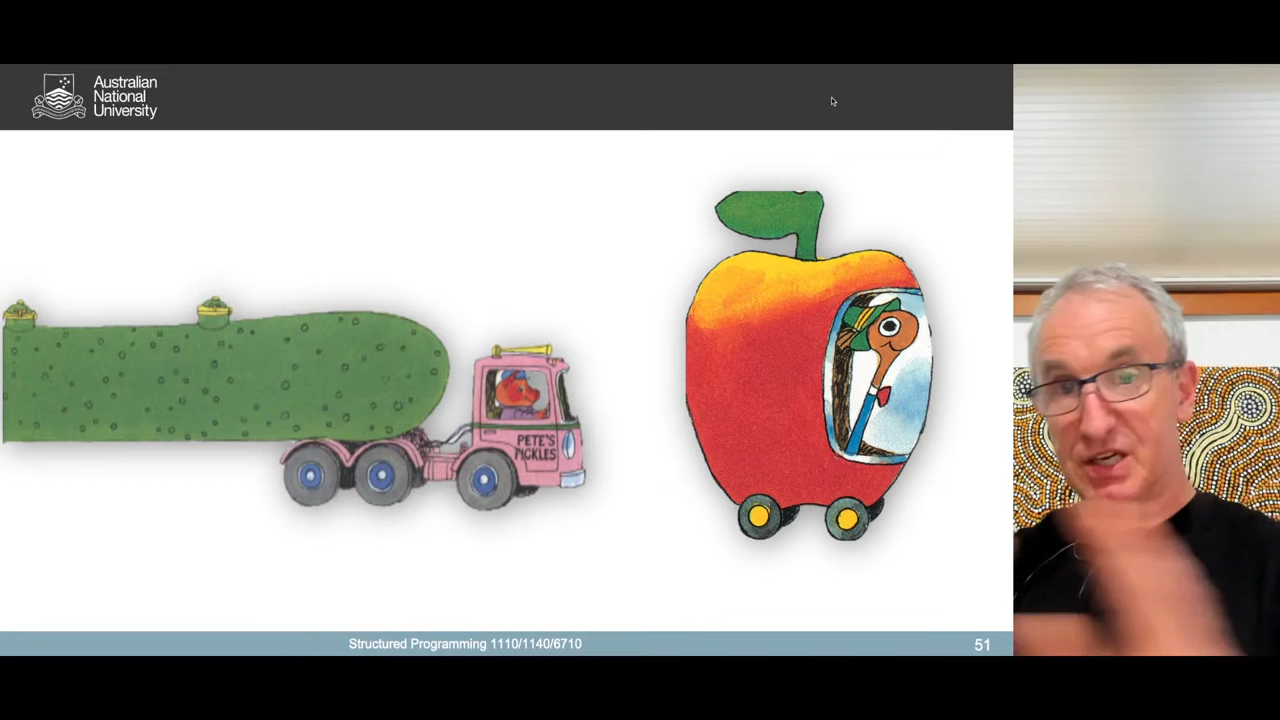 Australian
National
University
PETE'S
PICKLES
Structured Programming 1110/1140/6710
51